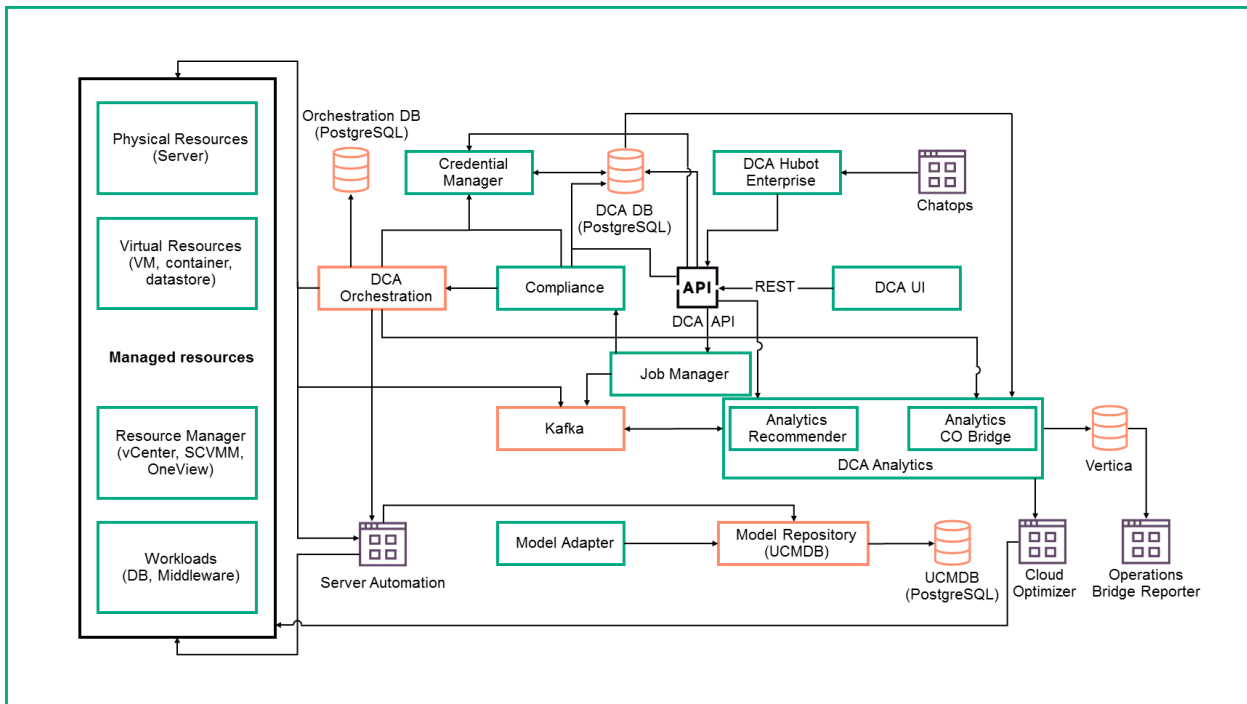 Physical Resources
(Server)
Virtual Resources
(VM, container,
datastore)
Managed resources
Resource Manager
(vCenter, SCVMM,
OneView)
Workloads
(DB, Middleware)
Orchestration DB
(PostgreSQL)
Credential
Manager
DCA DB
(PostgreSQL)
DCA Hubot
Enterprise
Chatops
DCA
Orchestration
Compliance
API
REST
DCA UI
DCA API
Job Manager
Kafka
Analytics
Recommender
Analytics
CO Bridge
DCA Analytics
Vertica
Server Automation
Model Adapter
Model Repository
(UCMDB)
UCMDB
(PostgreSQL)
Cloud
Optimizer
Operations
Bridge Reporter